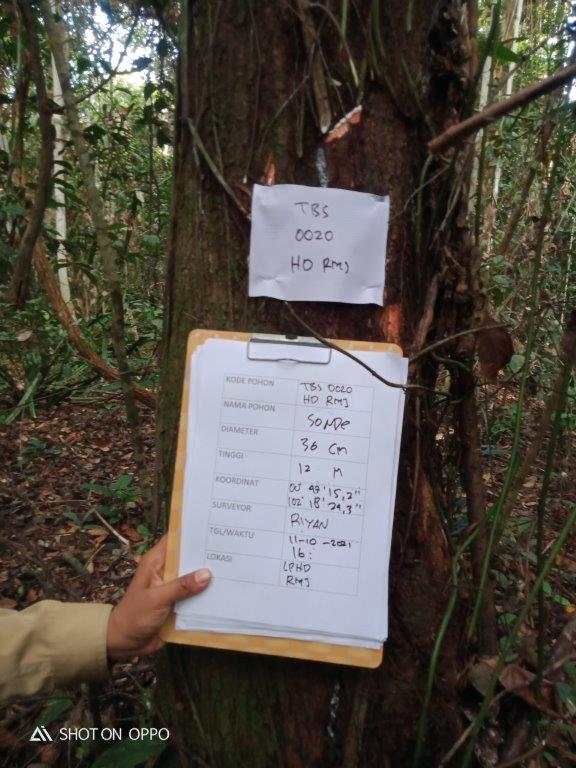 TBS
0020
HD RMJ
KODE POHON TBS 0020
HD RMJ
NAMA POHON SONDE
DIAMETER 36 CM
TINGGI 12 M
KOORDINAT 00° 49' 15,2"
102° 18' 29,3"
SURVEYOR RIYAN
TGL/WAKTU 11-10-2021
16:
LOKASI LPHD
RMJ
SHOT ON OPPO